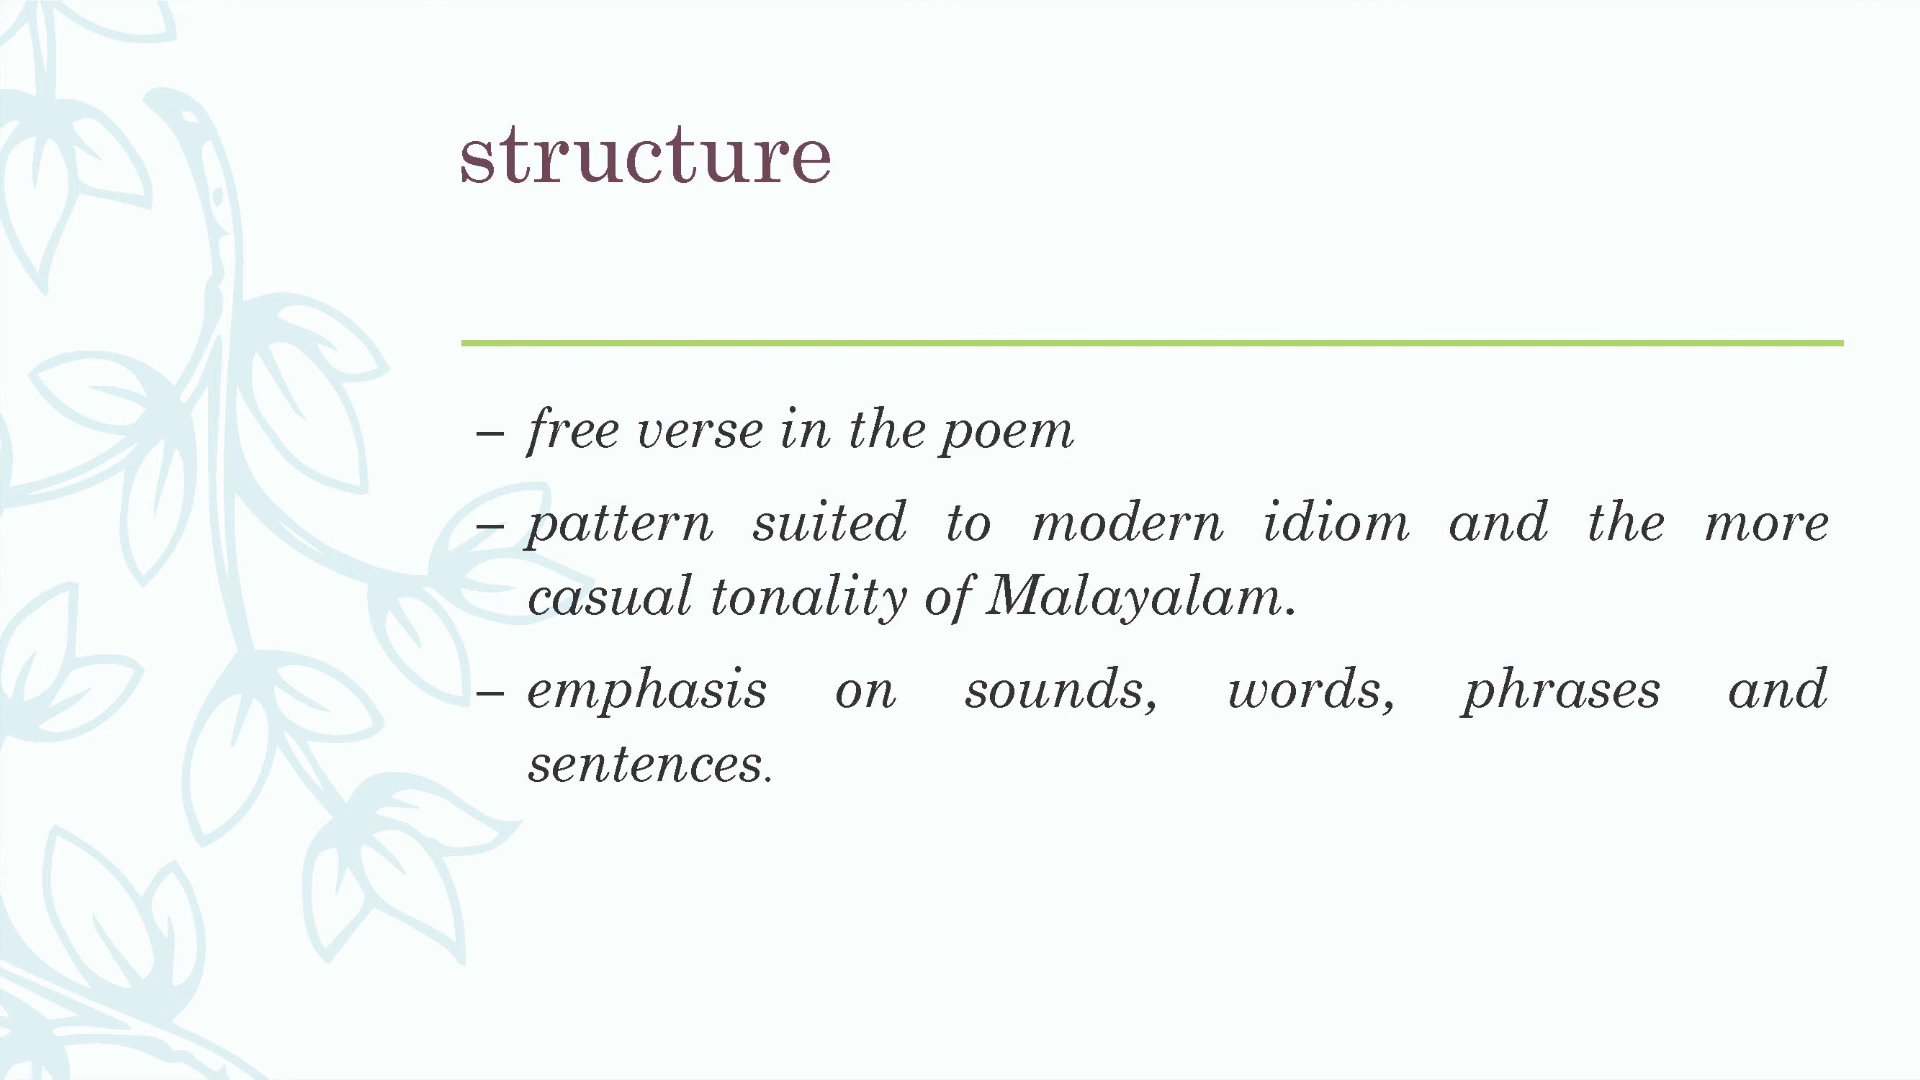 structure
– free verse in the poem
– pattern suited to modern idiom and the more
casual tonality of Malayalam.
– emphasis on sounds, words, phrases and
sentences.